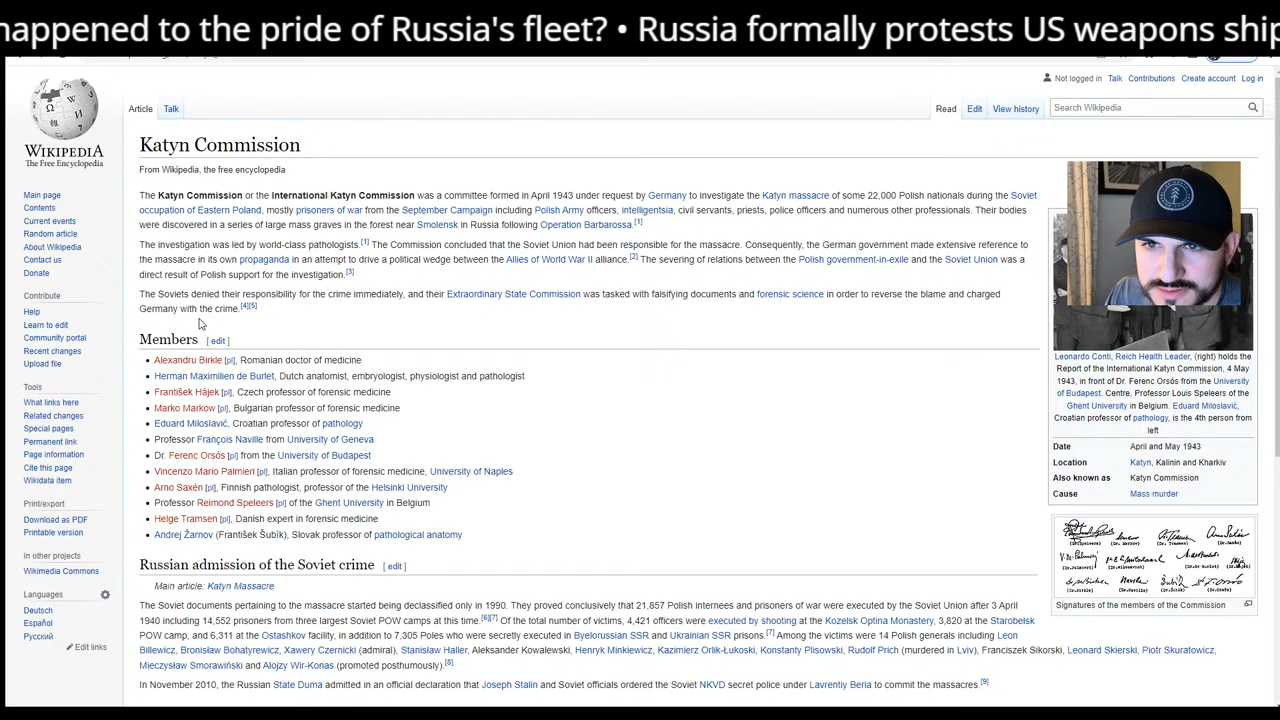 happened to the pride of Russia's fleet? • Russia formally protests US weapons ship
Not logged in Talk Contributions Create account Log in
Article Talk Read Edit View history Search Wikipedia
WIKIPEDIA
The Free Encyclopedia
Main page
Contents
Current events
Random article
About Wikipedia
Contact us
Donate
Contribute
Help
Learn to edit
Community portal
Recent changes
Upload file
Tools
What links here
Related changes
Special pages
Permanent link
Page information
Cite this page
Wikidata item
Print/export
Download as PDF
Printable version
In other projects
Wikimedia Commons
Languages
Deutsch
Español
Русский
Edit links
Katyn Commission
From Wikipedia, the free encyclopedia
The Katyn Commission or the International Katyn Commission was a committee formed in April 1943 under request by Germany to investigate the Katyn massacre of some 22,000 Polish nationals during the Soviet
occupation of Eastern Poland, mostly prisoners of war from the September Campaign including Polish Army officers, intelligentsia, civil servants, priests, police officers and numerous other professionals. Their bodies
were discovered in a series of large mass graves in the forest near Smolensk in Russia following Operation Barbarossa.[1]
The investigation was led by world-class pathologists.[1] The Commission concluded that the Soviet Union had been responsible for the massacre. Consequently, the German government made extensive reference to
the massacre in its own propaganda in an attempt to drive a political wedge between the Allies of World War II alliance.[2] The severing of relations between the Polish government-in-exile and the Soviet Union was a
direct result of Polish support for the investigation.[3]
The Soviets denied their responsibility for the crime immediately, and their Extraordinary State Commission was tasked with falsifying documents and forensic science in order to reverse the blame and charged
Germany with the crime.[4][5]
Members [ edit ]
• Alexandru Birkle [pl], Romanian doctor of medicine
• Herman Maximilien de Burlet, Dutch anatomist, embryologist, physiologist and pathologist
• František Hájek [pl], Czech professor of forensic medicine
• Marko Markow [pl], Bulgarian professor of forensic medicine
• Eduard Miloslavić, Croatian professor of pathology
• Professor François Naville from University of Geneva
• Dr. Ferenc Orsós [pl] from the University of Budapest
• Vincenzo Mario Palmieri [pl], Italian professor of forensic medicine, University of Naples
• Arno Saxén [pl], Finnish pathologist, professor of the Helsinki University
• Professor Reimond Speleers [pl] of the Ghent University in Belgium
• Helge Tramsen [pl], Danish expert in forensic medicine
• Andrej Žarnov (František Šubík), Slovak professor of pathological anatomy
Russian admission of the Soviet crime [ edit ]
Main article: Katyn Massacre
The Soviet documents pertaining to the massacre started being declassified only in 1990. They proved conclusively that 21,857 Polish internees and prisoners of war were executed by the Soviet Union after 3 April
1940 including 14,552 prisoners from three largest Soviet POW camps at this time.[6][7] Of the total number of victims, 4,421 officers were executed by shooting at the Kozelsk Optina Monastery, 3,820 at the Starobelsk
POW camp, and 6,311 at the Ostashkov facility, in addition to 7,305 Poles who were secretly executed in Byelorussian SSR and Ukrainian SSR prisons.[7] Among the victims were 14 Polish generals including Leon
Billewicz, Bronisław Bohatyrewicz, Xawery Czernicki (admiral), Stanisław Haller, Aleksander Kowalewski, Henryk Minkiewicz, Kazimierz Orlik-Łukoski, Konstanty Plisowski, Rudolf Prich (murdered in Lviv), Franciszek Sikorski, Leonard Skierski, Piotr Skuratowicz,
Mieczysław Smorawiński and Alojzy Wir-Konas (promoted posthumously).[8]
In November 2010, the Russian State Duma admitted in an official declaration that Joseph Stalin and Soviet officials ordered the Soviet NKVD secret police under Lavrentiy Beria to commit the massacres.[9]
Leonardo Conti, Reich Health Leader, (right) holds the
Report of the International Katyn Commission, 4 May
1943, in front of Dr. Ferenc Orsós from the University
of Budapest. Centre, Professor Louis Speleers of the
Ghent University in Belgium. Eduard Miloslavić,
Croatian professor of pathology, is the 4th person from
left
Date April and May 1943
Location Katyn, Kalinin and Kharkiv
Also known as Katyn Commission
Cause Mass murder
Signatures of the members of the Commission